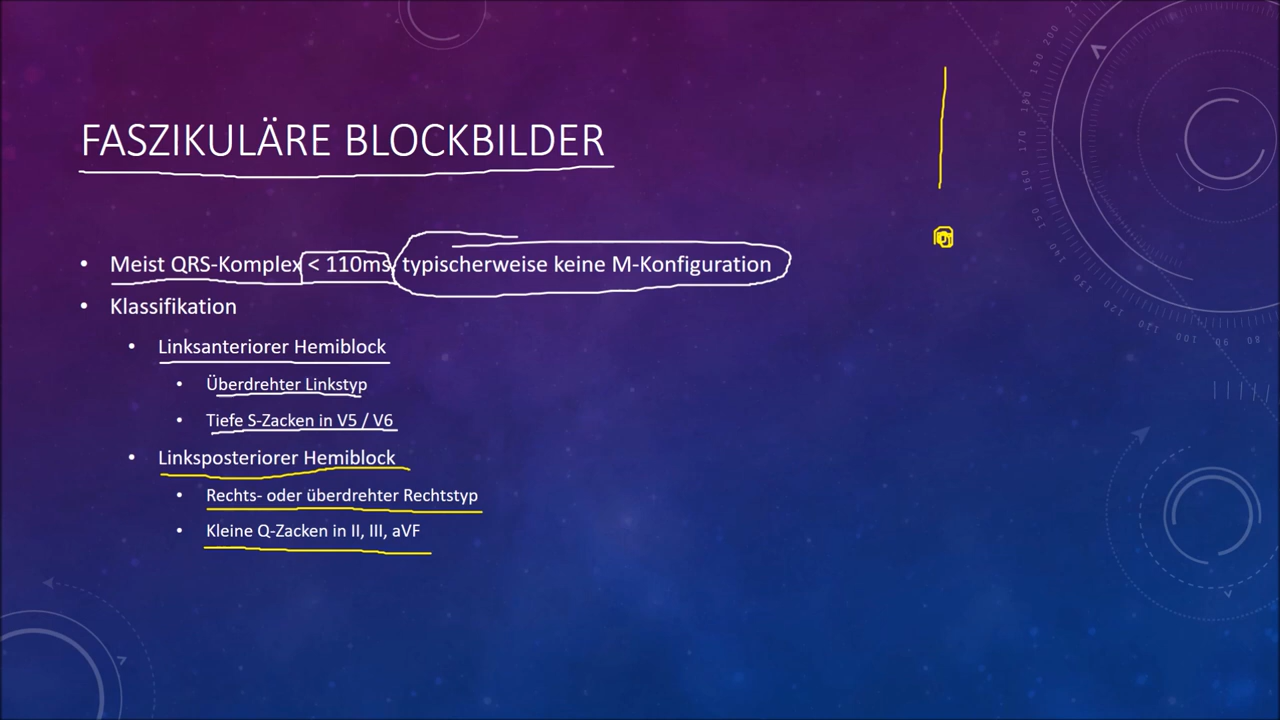 FASZIKULÄRE BLOCKBILDER
• Meist QRS-Komplex < 110ms, typischerweise keine M-Konfiguration
• Klassifikation
• Linksanteriorer Hemiblock
• Überdrehter Linkstyp
• Tiefe S-Zacken in V5 / V6
• Linksposteriorer Hemiblock
• Rechts- oder überdrehter Rechtstyp
• Kleine Q-Zacken in II, III, aVF